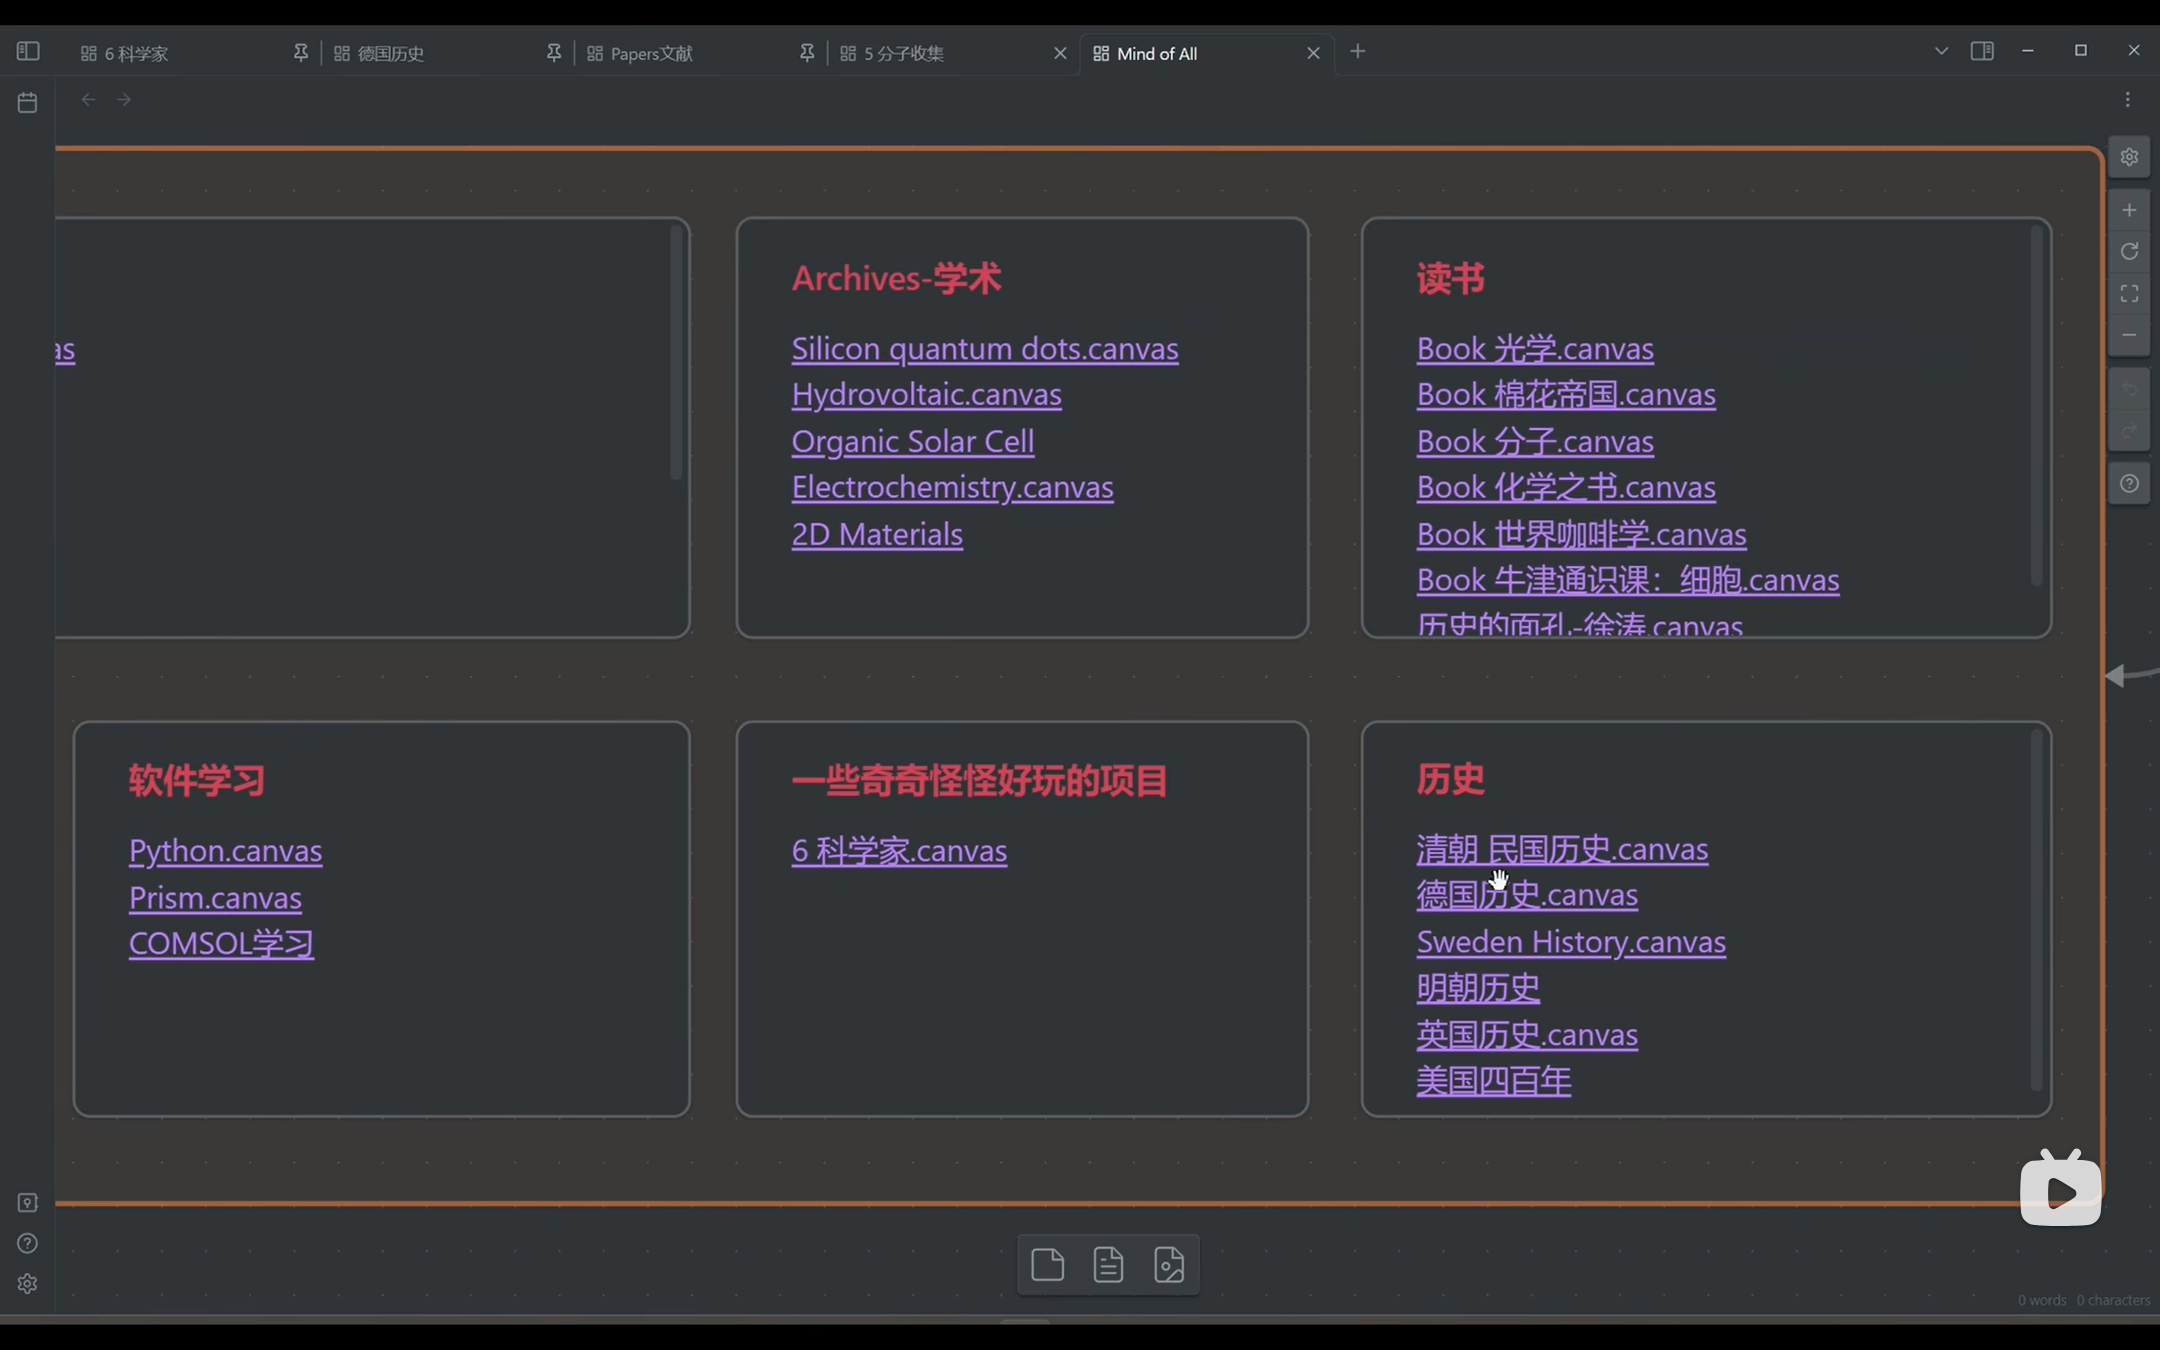 6 科学家
德国历史
Papers文献
5 分子收集
Mind of All
as
Archives-学术
Silicon quantum dots.canvas
Hydrovoltaic.canvas
Organic Solar Cell
Electrochemistry.canvas
2D Materials
读书
Book 光学.canvas
Book 棉花帝国.canvas
Book 分子.canvas
Book 化学之书.canvas
Book 世界咖啡学.canvas
Book 牛津通识课：细胞.canvas
历史的面孔-徐涛.canvas
软件学习
Python.canvas
Prism.canvas
COMSOL学习
一些奇奇怪怪好玩的项目
6 科学家.canvas
历史
清朝 民国历史.canvas
德国历史.canvas
Sweden History.canvas
明朝历史
英国历史.canvas
美国四百年
0 words 0 characters